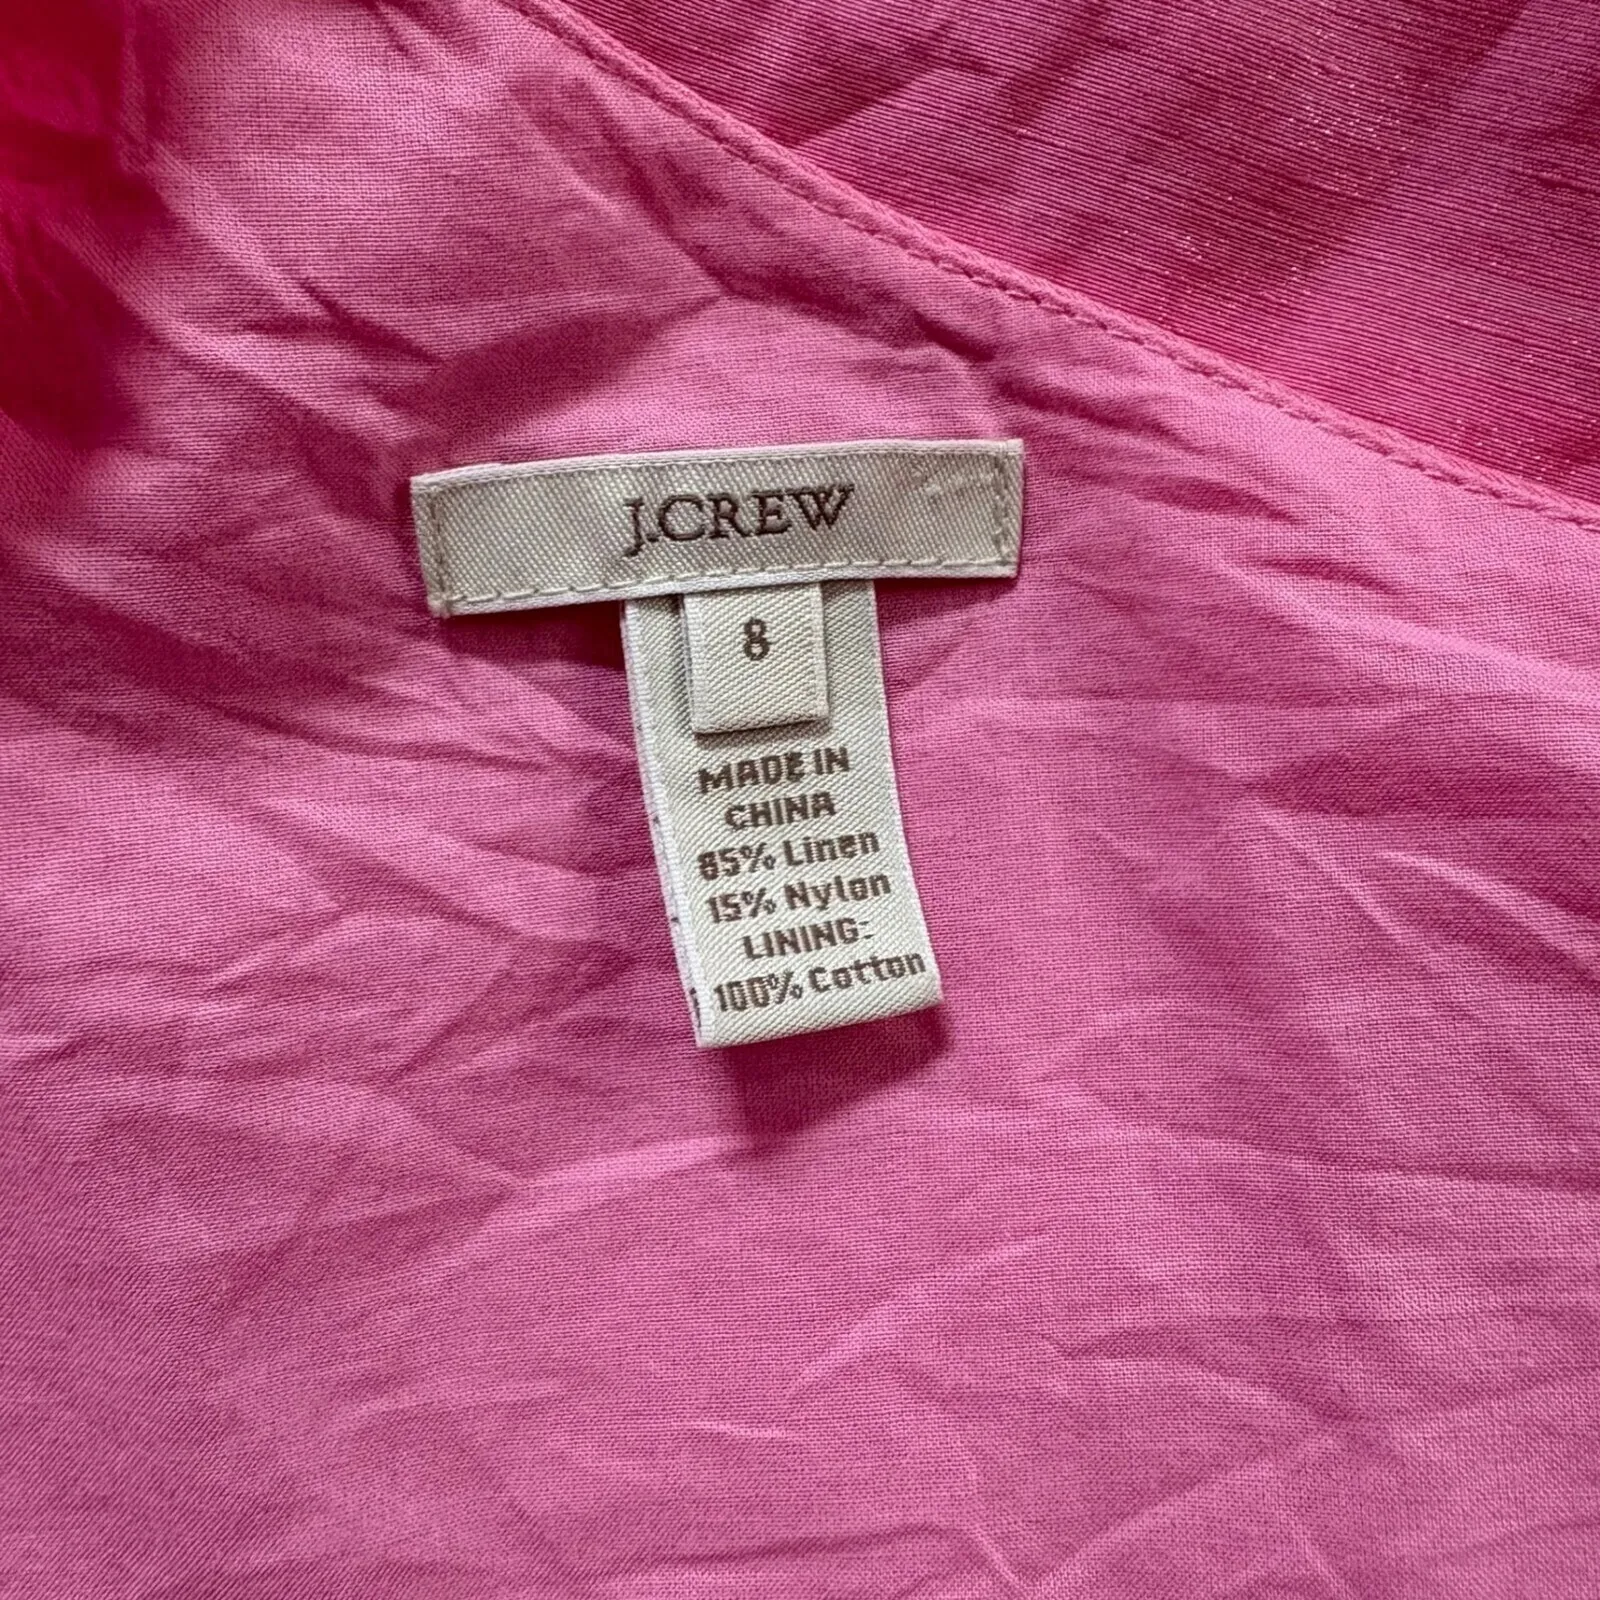 J.CREW
8
MADE IN
CHINA
85% Linen
15% Nylon
LINING:
100% Cotton